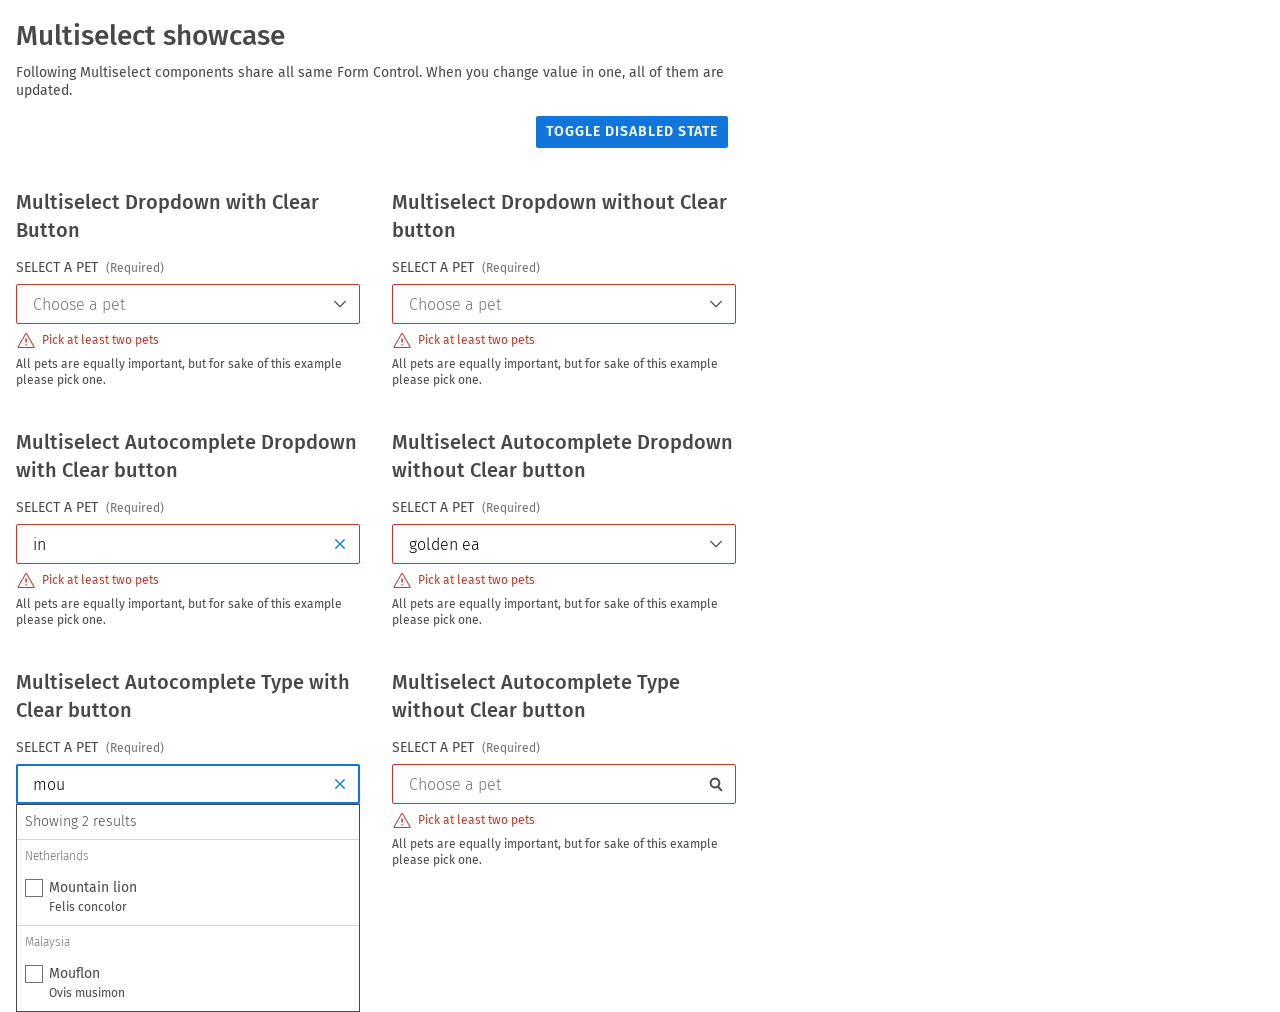 Multiselect showcase
Following Multiselect components share all same Form Control. When you change value in one, all of them are
updated.
TOGGLE DISABLED STATE
Multiselect Dropdown with Clear
Button
SELECT A PET (Required)
Choose a pet
Pick at least two pets
All pets are equally important, but for sake of this example
please pick one.
Multiselect Dropdown without Clear
button
SELECT A PET (Required)
Choose a pet
Pick at least two pets
All pets are equally important, but for sake of this example
please pick one.
Multiselect Autocomplete Dropdown
with Clear button
SELECT A PET (Required)
in
Pick at least two pets
All pets are equally important, but for sake of this example
please pick one.
Multiselect Autocomplete Dropdown
without Clear button
SELECT A PET (Required)
golden ea
Pick at least two pets
All pets are equally important, but for sake of this example
please pick one.
Multiselect Autocomplete Type with
Clear button
SELECT A PET (Required)
mou
Showing 2 results
Netherlands
Mountain lion
Felis concolor
Malaysia
Mouflon
Ovis musimon
Multiselect Autocomplete Type
without Clear button
SELECT A PET (Required)
Choose a pet
Pick at least two pets
All pets are equally important, but for sake of this example
please pick one.